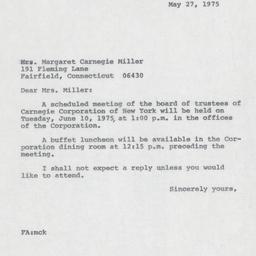 May 27, 1975
Mrs. Margaret Carnegie Miller
191 Fleming Lane
Fairfield, Connecticut 06430
Dear Mrs. Miller:
A scheduled meeting of the board of trustees of
Carnegie Corporation of New York will be held on
Tuesday, June 10, 1975, at 1:00 p.m. in the offices
of the Corporation.
A buffet luncheon will be available in the Cor-
poration dining room at 12:15 p.m. preceding the
meeting.
I shall not expect a reply unless you would
like to attend.
Sincerely yours,
FA:mck